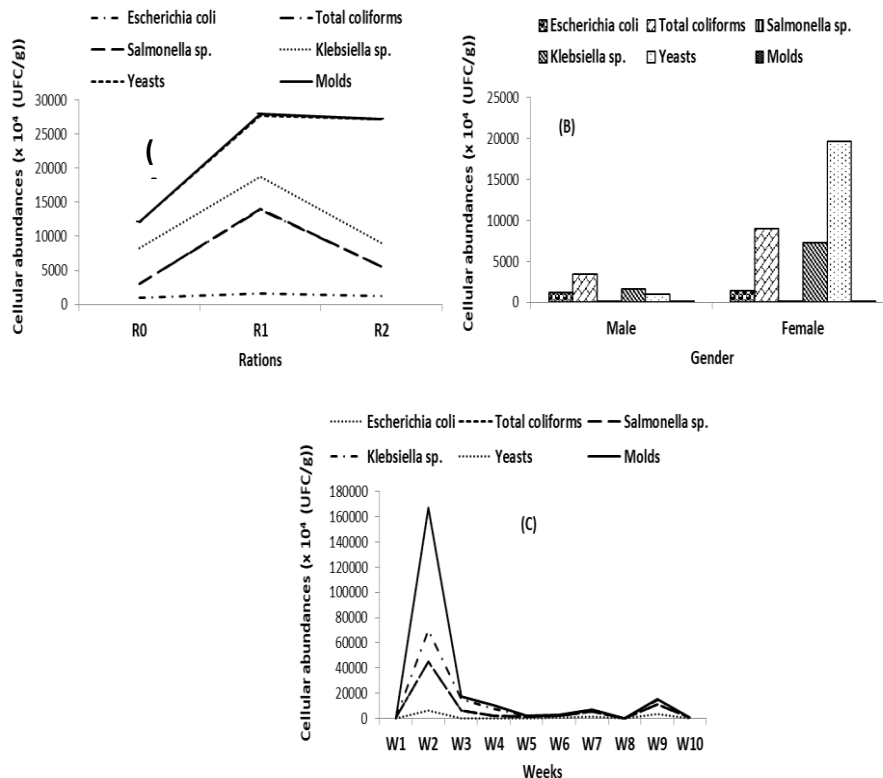 Escherichia coli Total coliforms
Salmonella sp. Klebsiella sp.
Yeasts Molds
Cellular abundances (x 10⁴ (UFC/g))
30000
25000
20000
15000
10000
5000
0
(
R0 R1 R2
Rations
Escherichia coli Total coliforms Salmonella sp.
Klebsiella sp. Yeasts Molds
Cellular abundances (x 10⁴ (UFC/g))
25000
20000
15000
10000
5000
0
(B)
Male Female
Gender
Escherichia coli Total coliforms Salmonella sp.
Klebsiella sp. Yeasts Molds
Cellular abundances (x 10⁴ (UFC/g))
180000
160000
140000
120000
100000
80000
60000
40000
20000
0
(C)
W1 W2 W3 W4 W5 W6 W7 W8 W9 W10
Weeks